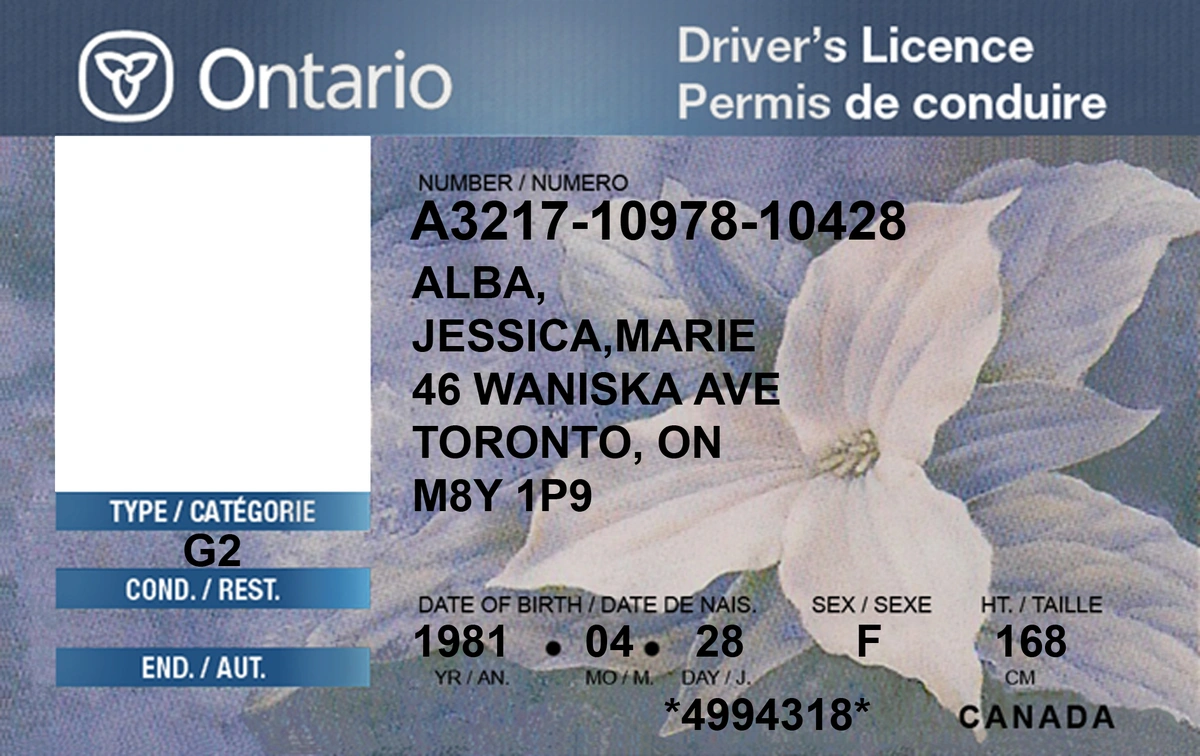 Ontario
Driver's Licence
Permis de conduire
NUMBER / NUMERO
A3217-10978-10428
ALBA,
JESSICA,MARIE
46 WANISKA AVE
TORONTO, ON
M8Y 1P9
TYPE / CATÉGORIE
G2
COND. / REST.
END. / AUT.
DATE OF BIRTH / DATE DE NAIS. SEX / SEXE HT. / TAILLE
1981 • 04 • 28 F 168
YR / AN. MO / M. DAY / J. CM
*4994318* CANADA